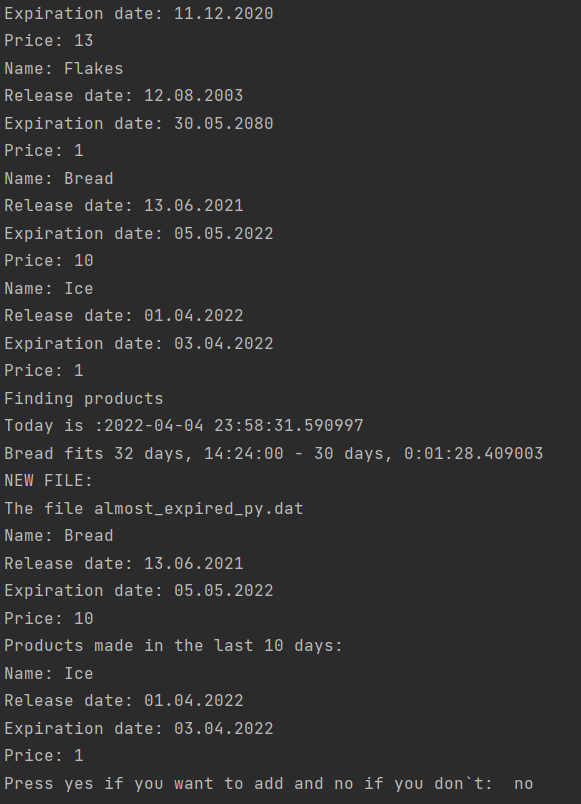 Expiration date: 11.12.2020
Price: 13
Name: Flakes
Release date: 12.08.2003
Expiration date: 30.05.2080
Price: 1
Name: Bread
Release date: 13.06.2021
Expiration date: 05.05.2022
Price: 10
Name: Ice
Release date: 01.04.2022
Expiration date: 03.04.2022
Price: 1
Finding products
Today is :2022-04-04 23:58:31.590997
Bread fits 32 days, 14:24:00 - 30 days, 0:01:28.409003
NEW FILE:
The file almost_expired_py.dat
Name: Bread
Release date: 13.06.2021
Expiration date: 05.05.2022
Price: 10
Products made in the last 10 days:
Name: Ice
Release date: 01.04.2022
Expiration date: 03.04.2022
Price: 1
Press yes if you want to add and no if you don`t:  no